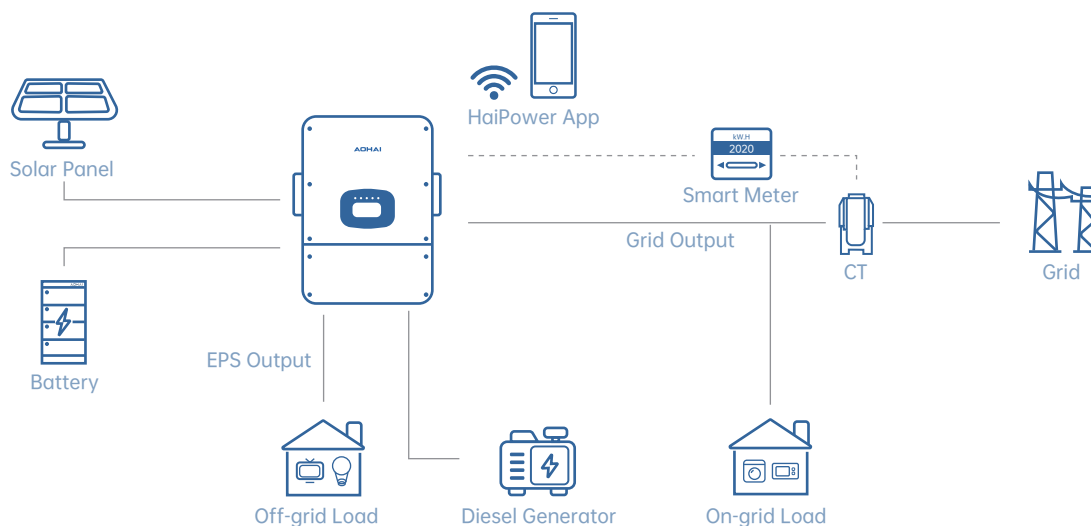 HaiPower App
Solar Panel
AOHAI
kW.H
2020
Smart Meter
Grid Output
CT
Grid
EPS Output
Battery
Off-grid Load
Diesel Generator
On-grid Load